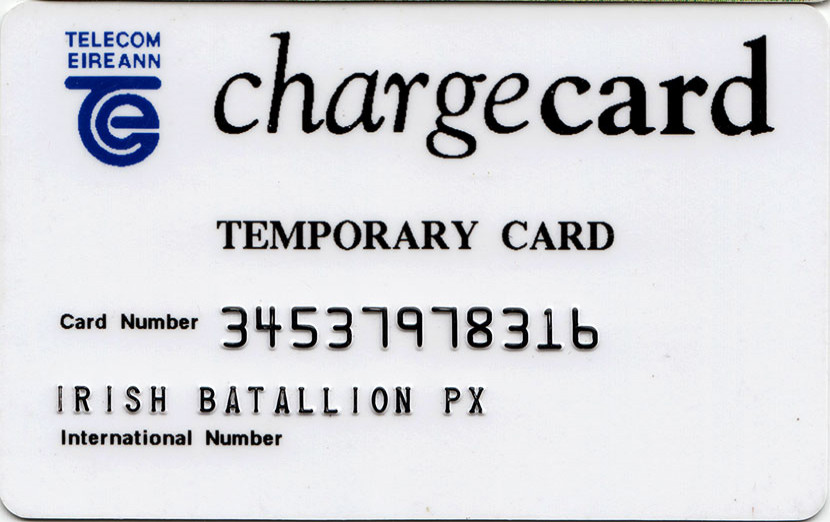 TELECOM
EIREANN
chargecard
TEMPORARY CARD
Card Number 34537978316
IRISH BATALLION PX
International Number